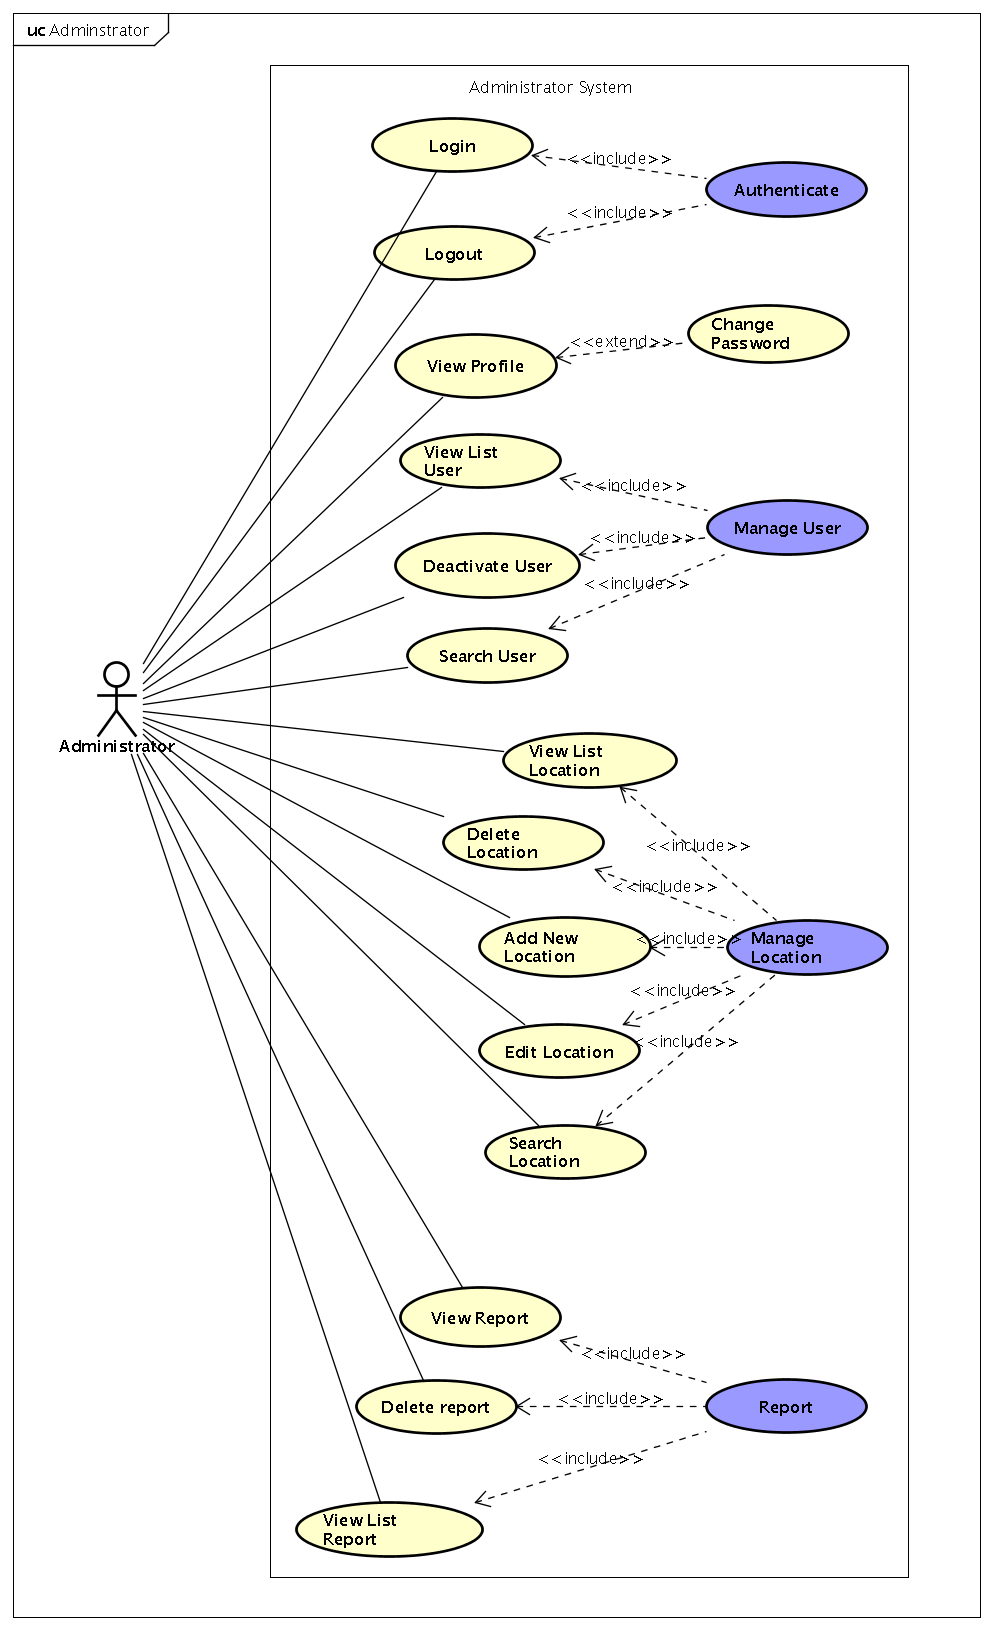 uc Adminstrator
Administrator System
Login
<<include>>
Authenticate
Logout
<<include>>
View Profile
<<extend>>
Change
Password
View List
User
<<include>>
Manage User
Deactivate User
<<include>>
Search User
<<include>>
Administrator
View List
Location
<<include>>
Delete
Location
<<include>>
Add New
Location
<<include>>
Manage
Location
Edit Location
<<include>>
<<include>>
Search
Location
View Report
<<include>>
Delete report
<<include>>
Report
<<include>>
View List
Report